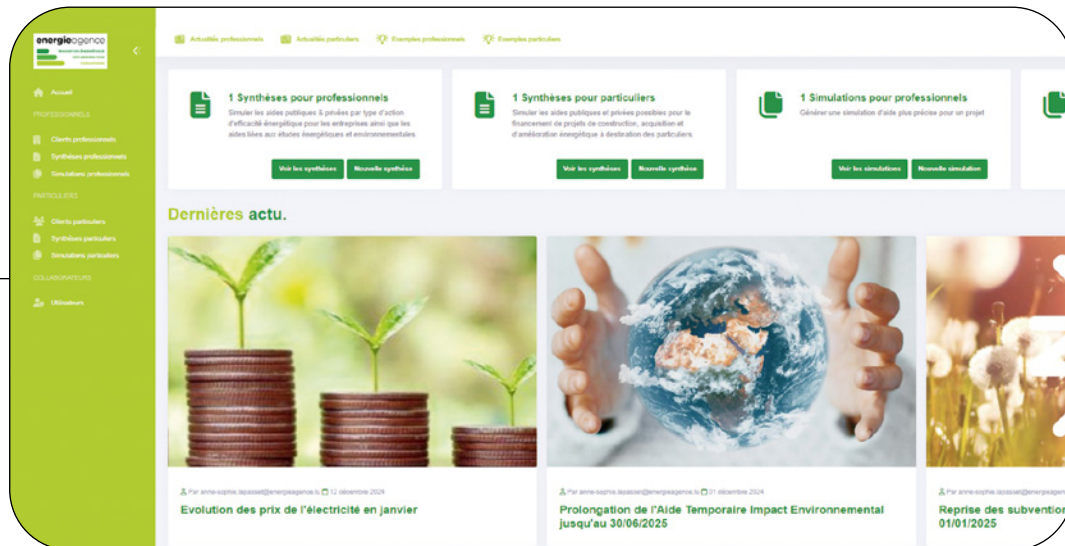 energieagence
Accueil
PROFESSIONNELS
Clients professionnels
Synthèses professionnels
Simulations professionnels
PARTICULIERS
Clients particuliers
Synthèses particuliers
Simulations particuliers
COLLABORATEURS
Utilisateurs
Actualités professionnels
Actualités particuliers
Exemples professionnels
Exemples particuliers
1 Synthèses pour professionnels
Simuler les aides publiques & privées par type d'action
d'efficacité énergétique pour les entreprises ainsi que les
aides liées aux études énergétiques et environnementales
Voir les synthèses
Nouvelle synthèse
1 Synthèses pour particuliers
Simuler les aides publiques et privées possibles pour le
financement de projets de construction, acquisition et
d'amélioration énergétique à destination des particuliers
Voir les synthèses
Nouvelle synthèse
1 Simulations pour professionnels
Générer une simulation d'aide plus précise pour un projet
Voir les simulations
Nouvelle simulation
Dernières actu.
Par anne-sophie.lapasset@energieagence.lu 12 décembre 2024
Evolution des prix de l'électricité en janvier
Par anne-sophie.lapasset@energieagence.lu 01 décembre 2024
Prolongation de l'Aide Temporaire Impact Environnemental
jusqu'au 30/06/2025
Par anne-sophie.lapasset@energieagence
Reprise des subvention
01/01/2025